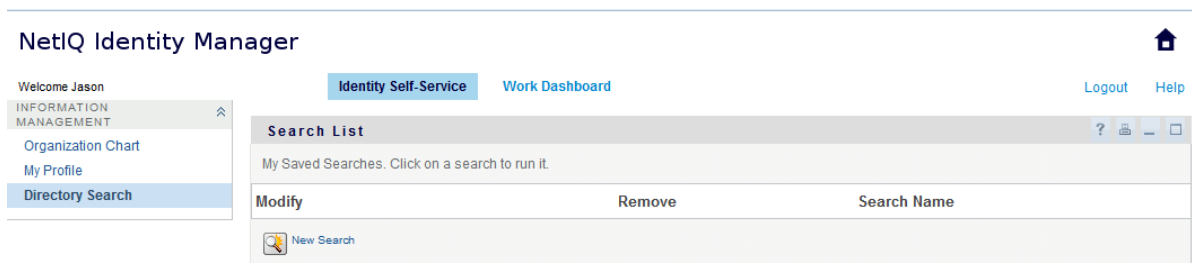 NetIQ Identity Manager
Welcome Jason
Identity Self-Service Work Dashboard
Logout Help
INFORMATION
MANAGEMENT
Organization Chart
My Profile
Directory Search
Search List
?
My Saved Searches. Click on a search to run it.
Modify Remove Search Name
New Search